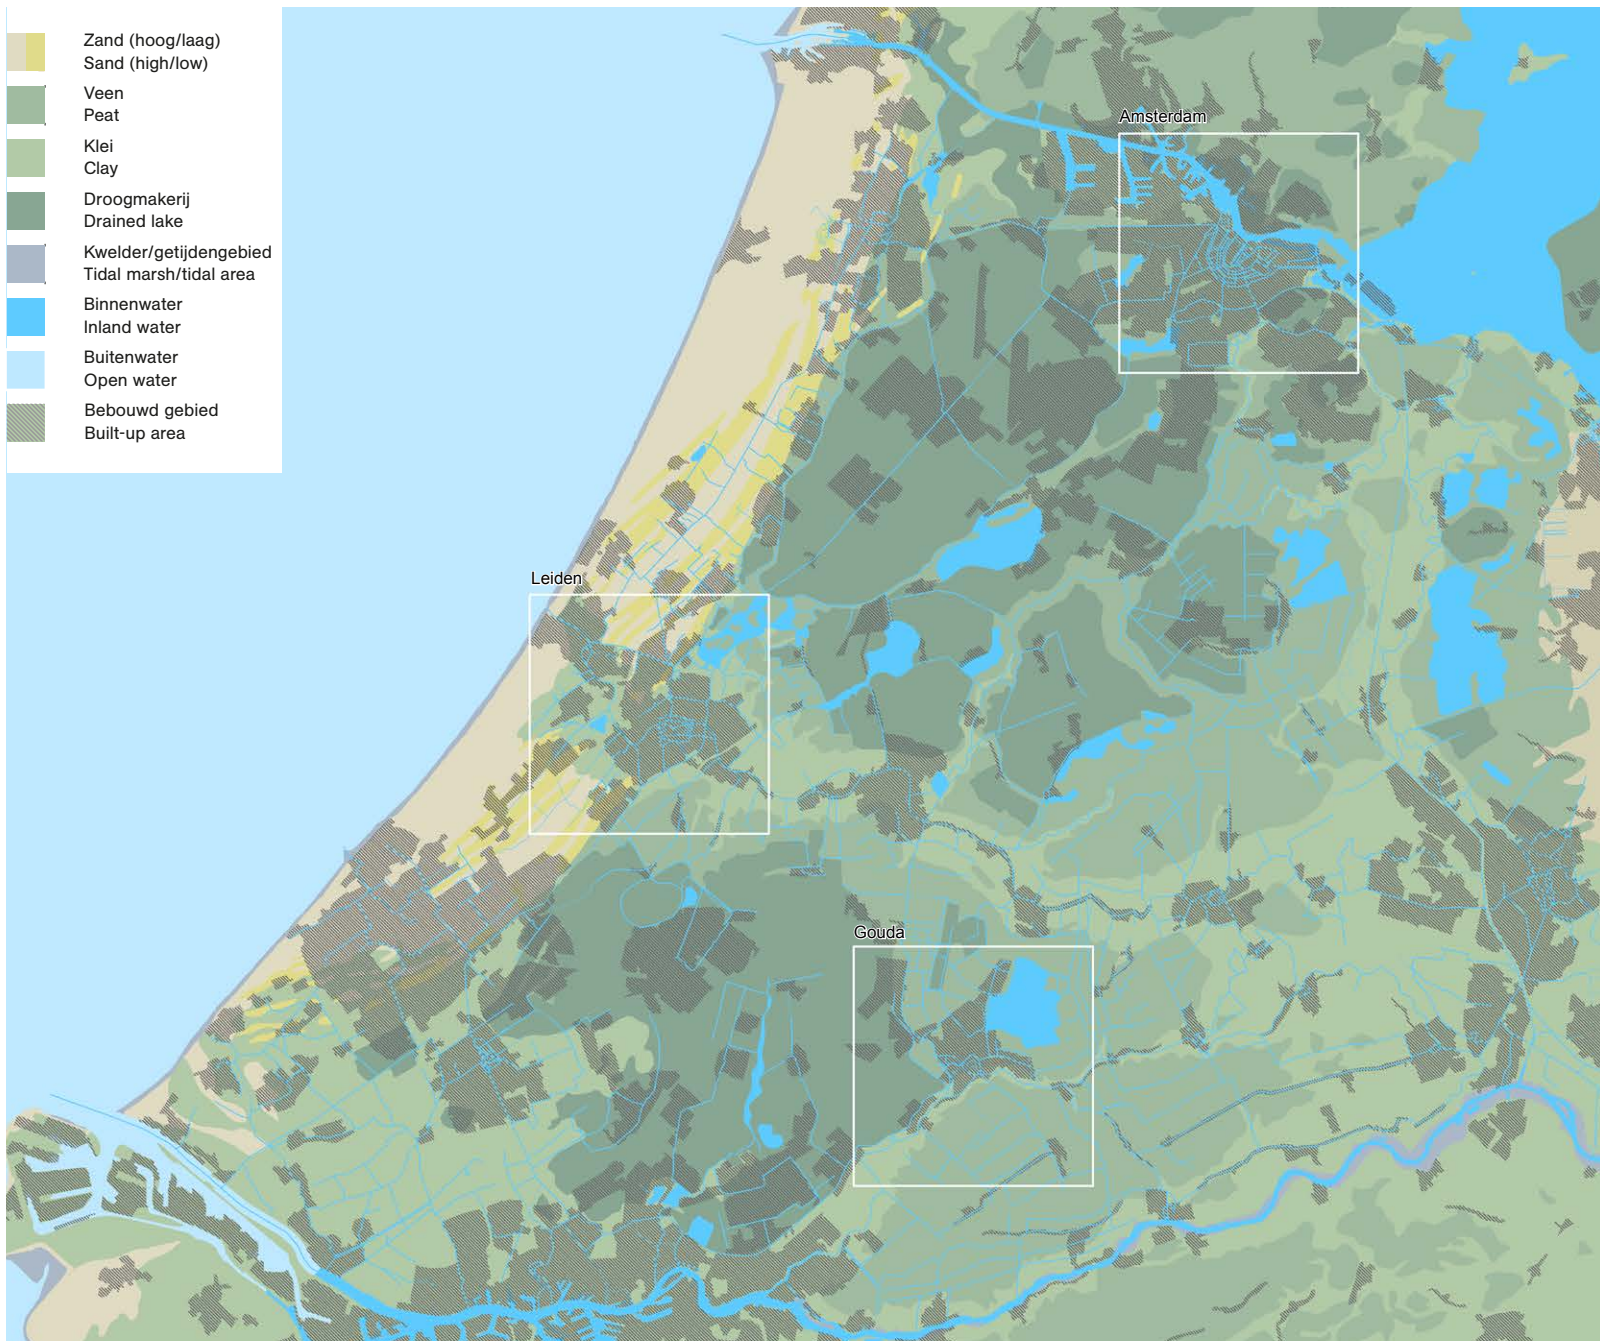 Zand (hoog/laag)
Sand (high/low)
Veen
Peat
Klei
Clay
Droogmakerij
Drained lake
Kwelder/getijdengebied
Tidal marsh/tidal area
Binnenwater
Inland water
Buitenwater
Open water
Bebouwd gebied
Built-up area
Amsterdam
Leiden
Gouda